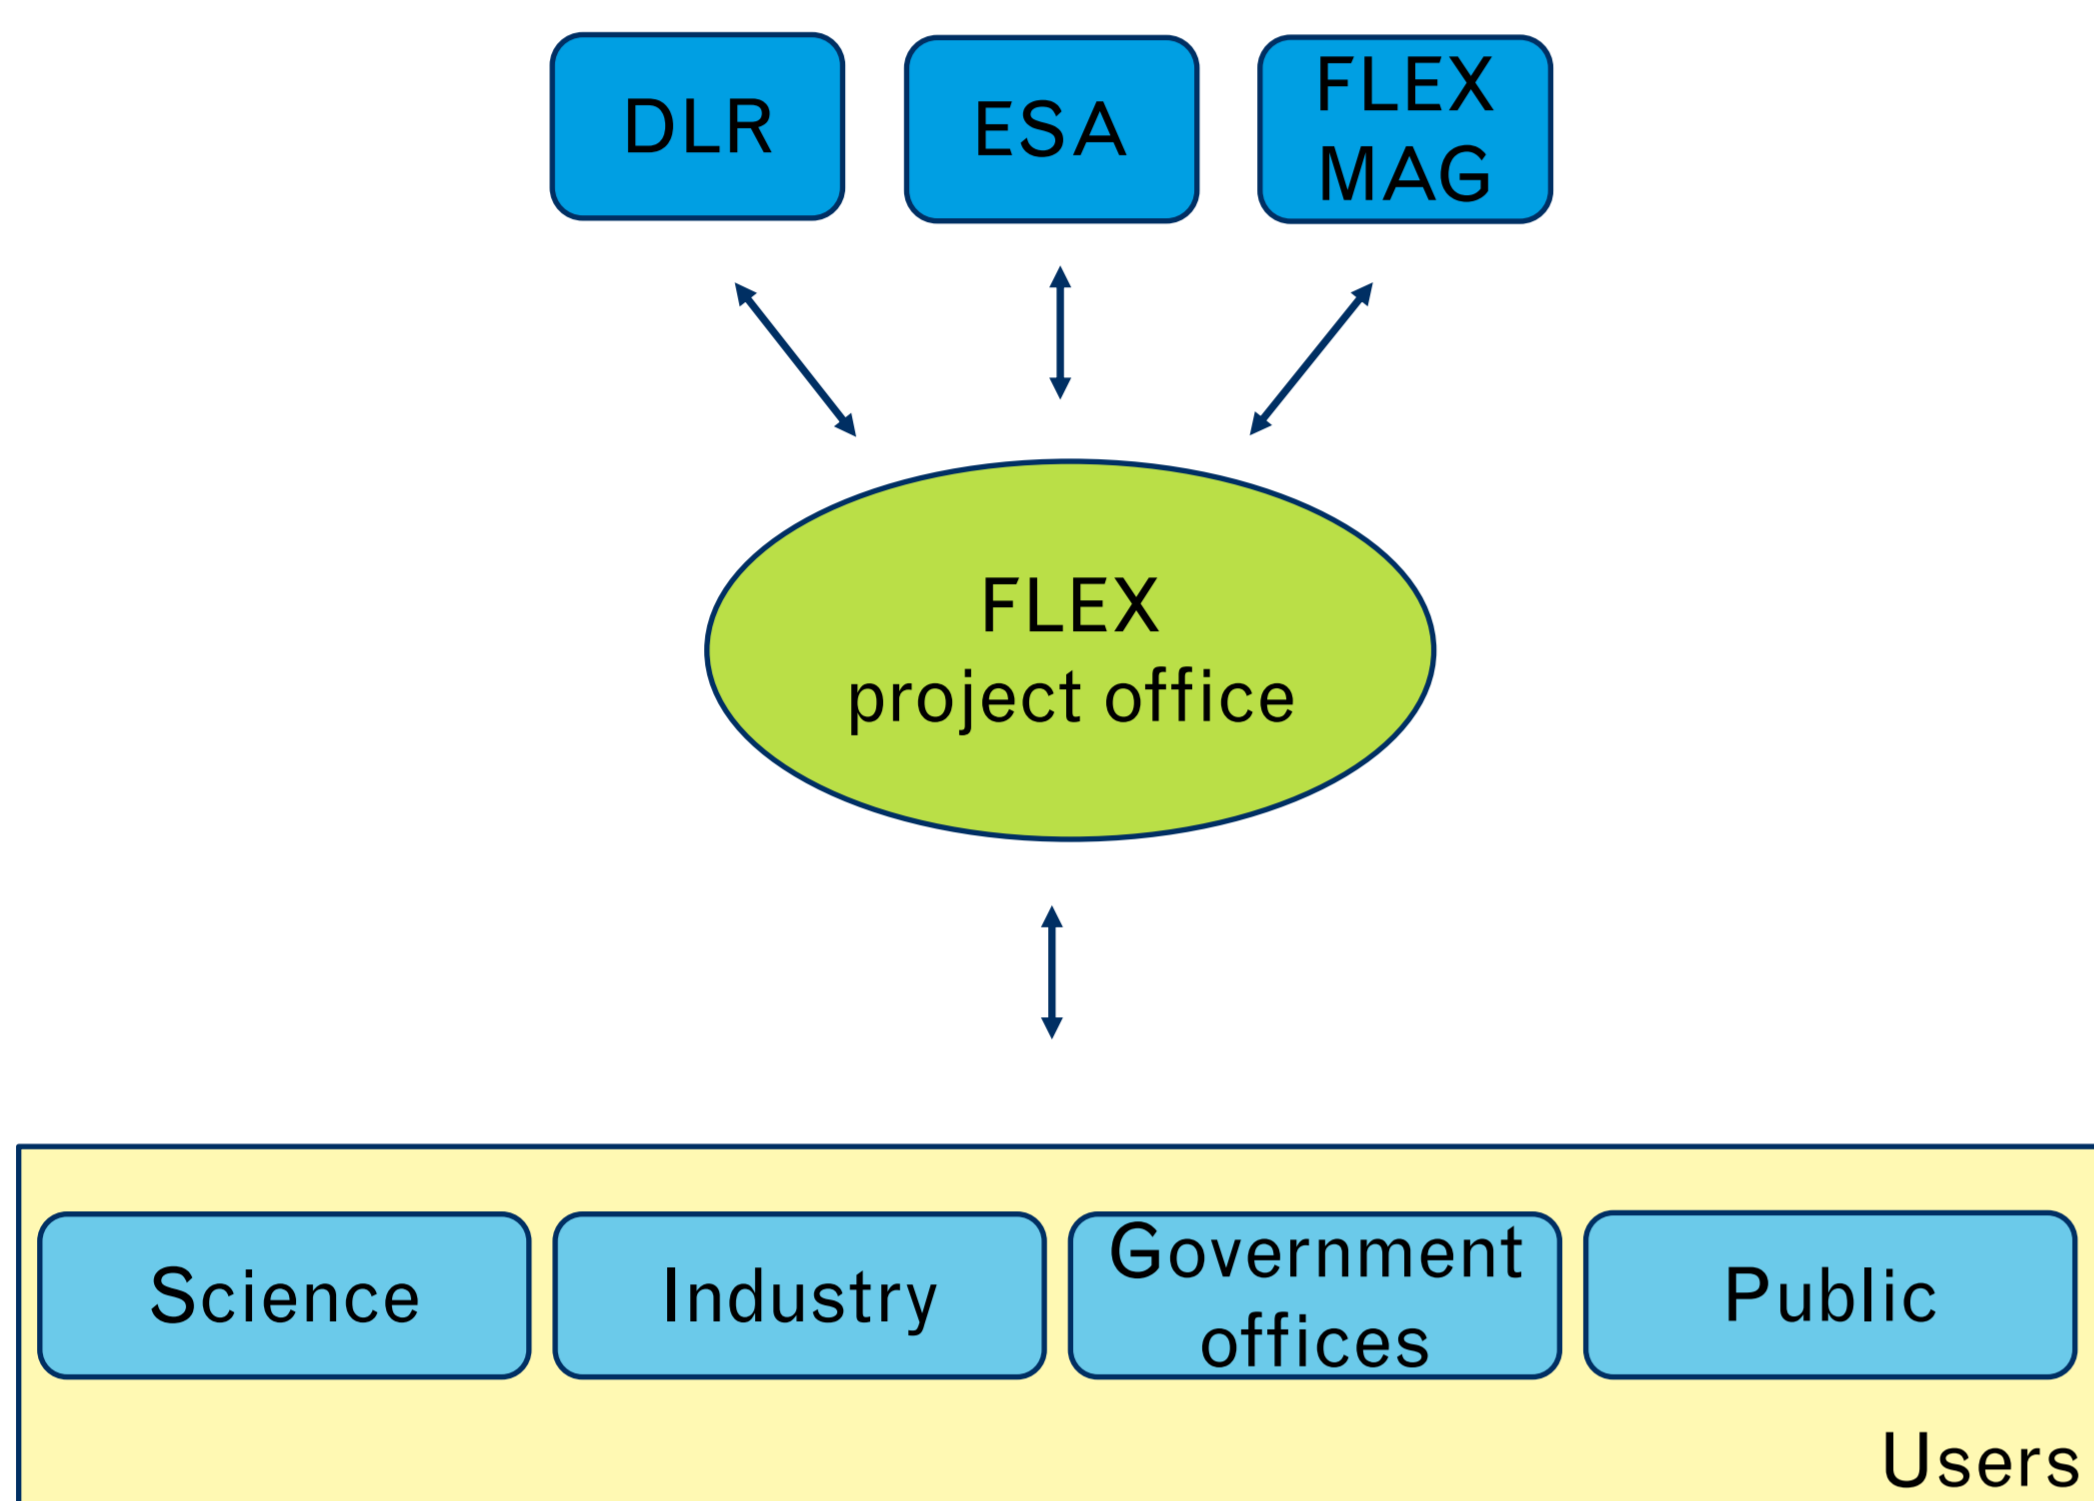 DLR
ESA
FLEX
MAG
FLEX
project office
Science
Industry
Government
offices
Public
Users